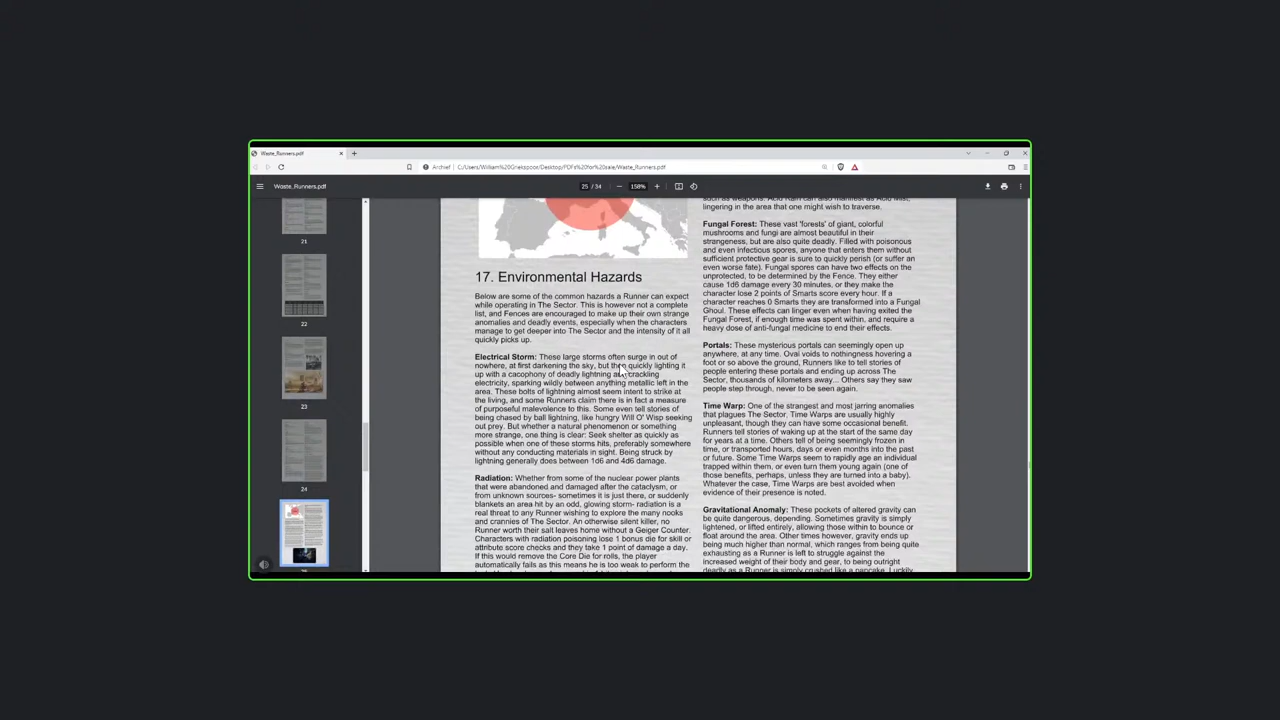 Waste_Runners.pdf
Archief C:/Users/William%20Gnekspoos/Desktop/PDFs%20for%20sale/Waste_Runners.pdf
Waste_Runners.pdf
25 / 34
158%
21
22
23
24
17. Environmental Hazards
Below are some of the common hazards a Runner can expect
while operating in The Sector. This is however not a complete
list, and Fences are encouraged to make up their own strange
anomalies and deadly events, especially when the characters
manage to get deeper into The Sector and the intensity of it all
quickly picks up.
Electrical Storm: These large storms often surge in out of
nowhere, at first darkening the sky, but then quickly lighting it
up with a cacophony of deadly lightning and crackling
electricity, sparking wildly between anything metallic left in the
area. These bolts of lightning almost seem intent to strike at
the living, and some Runners claim there is in fact a measure
of purposeful malevolence to this. Some even tell stories of
being chased by ball lightning, like hungry Will O' Wisp seeking
out prey. But whether a natural phenomenon or something
more strange, one thing is clear: Seek shelter as quickly as
possible when one of these storms hits, preferably somewhere
without any conducting materials in sight. Being struck by
lightning generally does between 1d6 and 4d6 damage.
Radiation: Whether from some of the nuclear power plants
that were abandoned and damaged after the cataclysm, or
from unknown sources- sometimes it is just there, or suddenly
blankets an area hit by an odd, glowing storm- radiation is a
real threat to any Runner wishing to explore the many nooks
and crannies of The Sector. An otherwise silent killer, no
Runner worth their salt leaves home without a Geiger Counter.
Characters with radiation poisoning lose 1 bonus die for skill or
attribute score checks and they take 1 point of damage a day.
If this would remove the Core Die for rolls, the player
automatically fails as this means he is too weak to perform the
such as weapons. Acid Rain can also manifest as Acid Mist,
lingering in the area that one might wish to traverse.
Fungal Forest: These vast 'forests' of giant, colorful
mushrooms and fungi are almost beautiful in their
strangeness, but are also quite deadly. Filled with poisonous
and even infectious spores, anyone that enters them without
sufficient protective gear is sure to quickly perish (or suffer an
even worse fate). Fungal spores can have two effects on the
unprotected, to be determined by the Fence. They either
cause 1d6 damage every 30 minutes, or they make the
character lose 2 points of Smarts score every hour. If a
character reaches 0 Smarts they are transformed into a Fungal
Ghoul. These effects can linger even when having exited the
Fungal Forest, if enough time was spent within, and require a
heavy dose of anti-fungal medicine to end their effects.
Portals: These mysterious portals can seemingly open up
anywhere, at any time. Oval voids to nothingness hovering a
foot or so above the ground, Runners like to tell stories of
people entering these portals and ending up across The
Sector, thousands of kilometers away... Others say they saw
people step through, never to be seen again.
Time Warp: One of the strangest and most jarring anomalies
that plagues The Sector, Time Warps are usually highly
unpleasant, though they can have some occasional benefit.
Runners tell stories of waking up at the start of the same day
for years at a time. Others tell of being seemingly frozen in
time, or transported hours, days or even months into the past
or future. Some Time Warps seem to rapidly age an individual
trapped within them, or even turn them young again (one of
those benefits, perhaps, unless they are turned into a baby).
Whatever the case, Time Warps are best avoided when
evidence of their presence is noted.
Gravitational Anomaly: These pockets of altered gravity can
be quite dangerous, depending. Sometimes gravity is simply
lightened, or lifted entirely, allowing those within to bounce or
float around the area. Other times however, gravity ends up
being much higher than normal, which ranges from being quite
exhausting as a Runner is left to struggle against the
increased weight of their body and gear, to being outright
deadly as a Runner is simply crushed like a pancake. Luckily